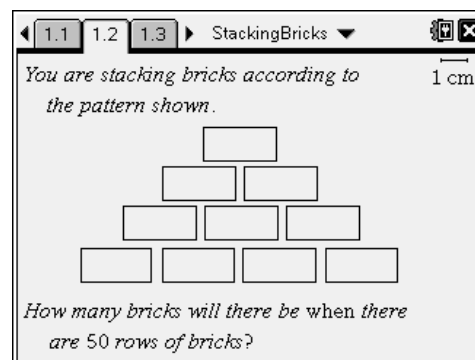 1.1 1.2 1.3 StackingBricks
You are stacking bricks according to
1 cm
the pattern shown.
How many bricks will there be when there
are 50 rows of bricks?